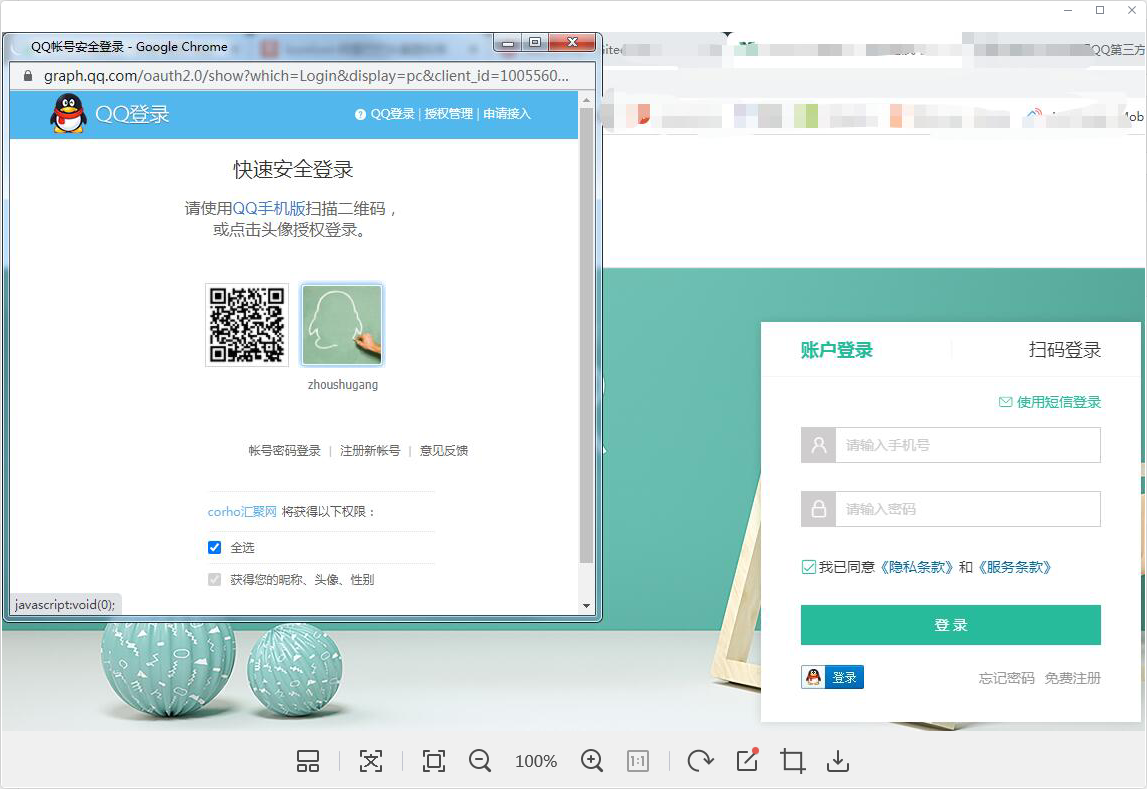 QQ帐号安全登录 - Google Chrome
graph.qq.com/oauth2.0/show?which=Login&display=pc&client_id=1005560...
QQ登录
QQ登录 | 授权管理 | 申请接入
快速安全登录
请使用QQ手机版扫描二维码，
或点击头像授权登录。
zhoushugang
帐号密码登录 | 注册新帐号 | 意见反馈
corho汇聚网 将获得以下权限：
全选
获得您的昵称、头像、性别
javascript:void(0);
QQ第三方
账户登录
扫码登录
使用短信登录
请输入手机号
请输入密码
我已同意《隐私条款》和《服务条款》
登 录
登录
忘记密码 免费注册
100%
1:1